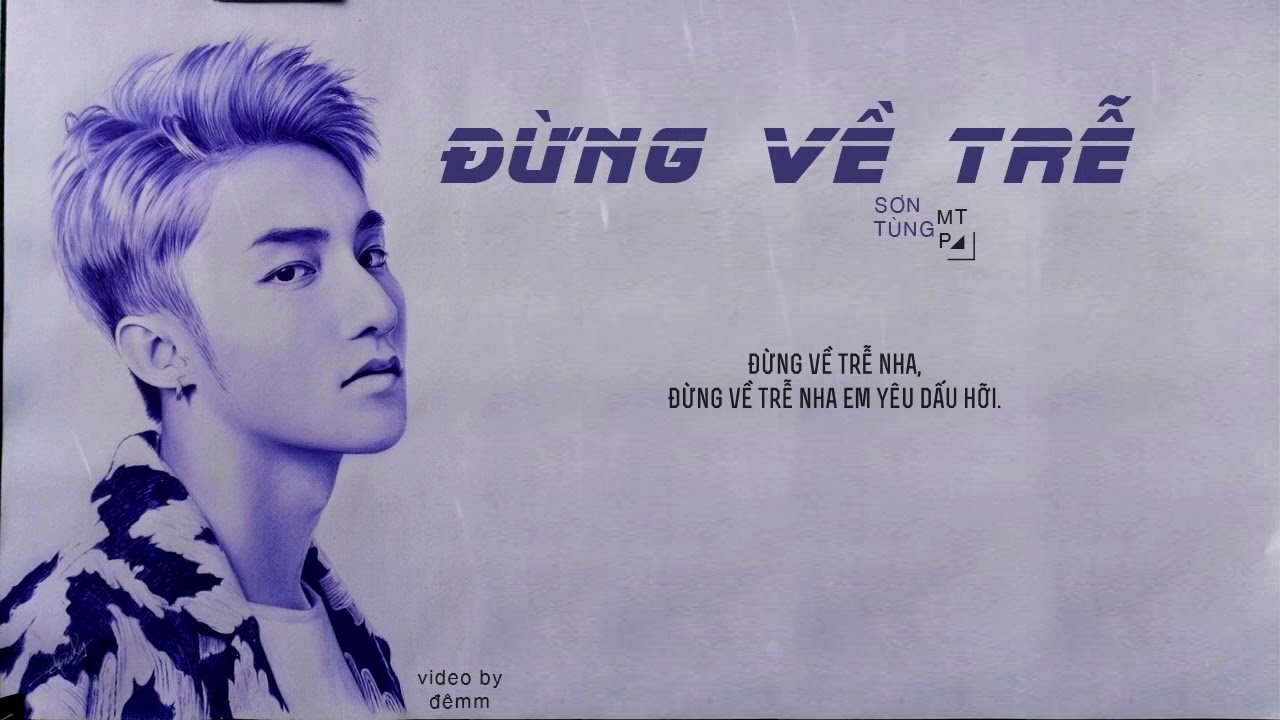 ĐỪNG VỀ TRỄ
SƠN
TÙNG
MT
P
ĐỪNG VỀ TRỄ NHA,
ĐỪNG VỀ TRỄ NHA EM YÊU DẤU HỠI.
video by
đêmm